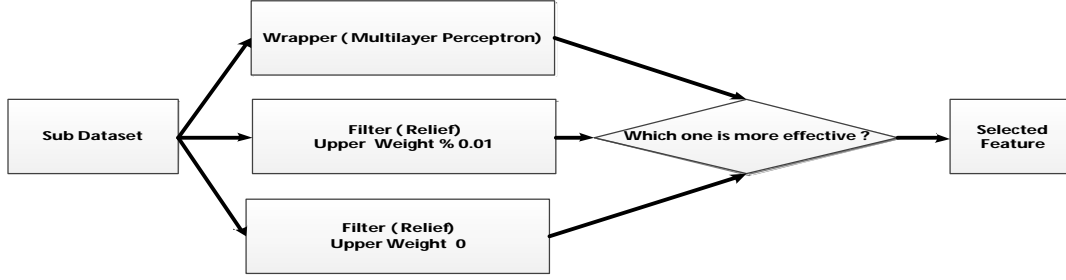 Wrapper ( Multilayer Perceptron)
Sub Dataset
Filter ( Relief)
Upper Weight % 0.01
Which one is more effective ?
Selected
Feature
Filter ( Relief)
Upper Weight 0